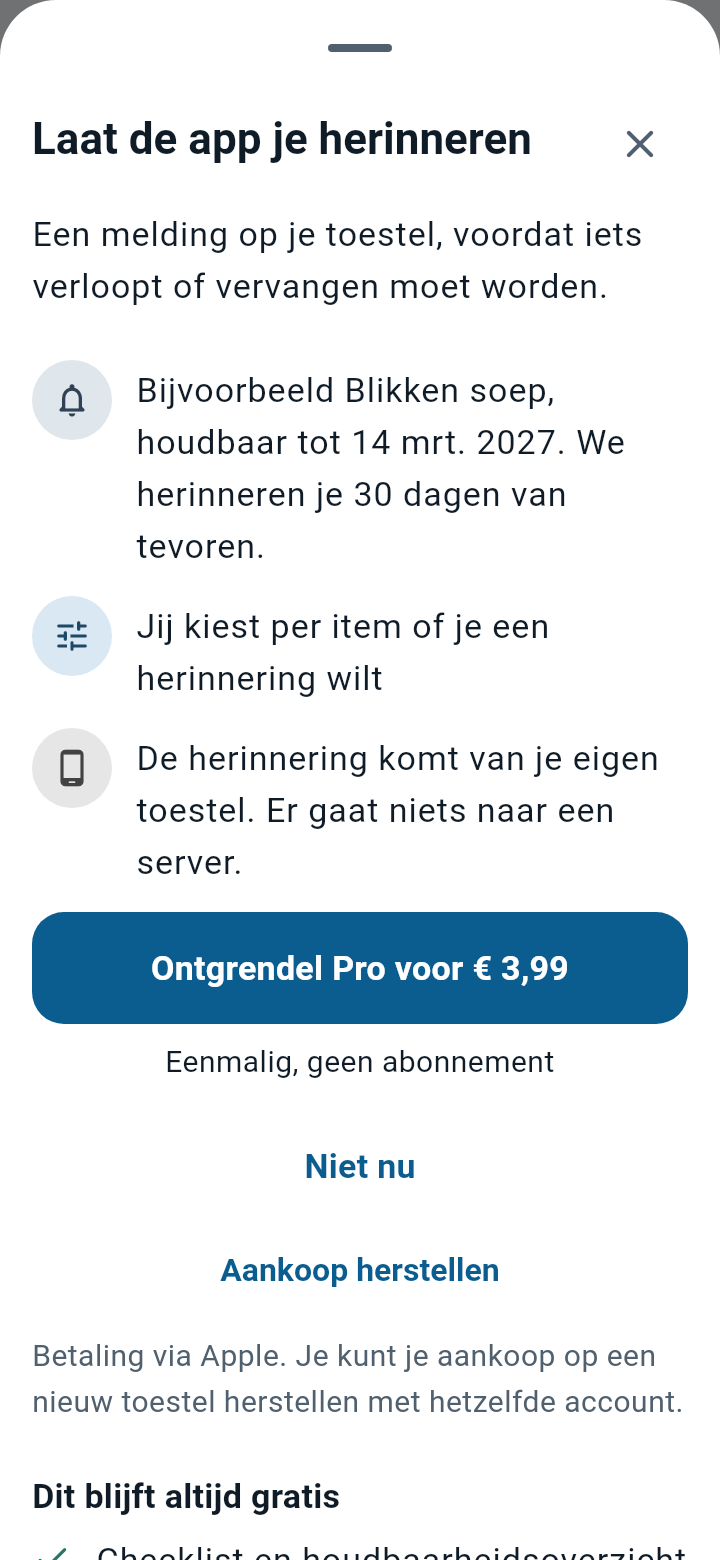 Laat de app je herinneren
Een melding op je toestel, voordat iets
verloopt of vervangen moet worden.
Bijvoorbeeld Blikken soep,
houdbaar tot 14 mrt. 2027. We
herinneren je 30 dagen van
tevoren.
Jij kiest per item of je een
herinnering wilt
De herinnering komt van je eigen
toestel. Er gaat niets naar een
server.
Ontgrendel Pro voor € 3,99
Eenmalig, geen abonnement
Niet nu
Aankoop herstellen
Betaling via Apple. Je kunt je aankoop op een
nieuw toestel herstellen met hetzelfde account.
Dit blijft altijd gratis
Checklist en houdbaarheidsoverzicht